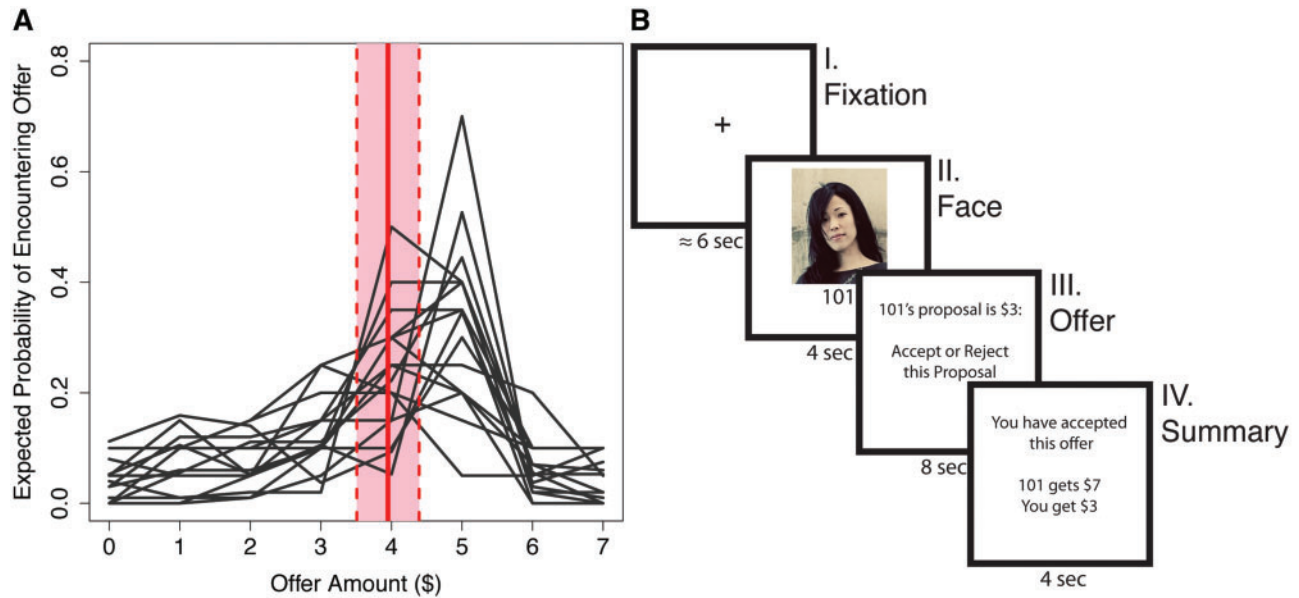 A
Expected Probability of Encountering Offer
0.8
0.6
0.4
0.2
0.0
0 1 2 3 4 5 6 7
Offer Amount ($)
B
+
≈ 6 sec
I.
Fixation
101
4 sec
II.
Face
101's proposal is $3:
Accept or Reject
this Proposal
8 sec
III.
Offer
You have accepted
this offer
101 gets $7
You get $3
4 sec
IV.
Summary